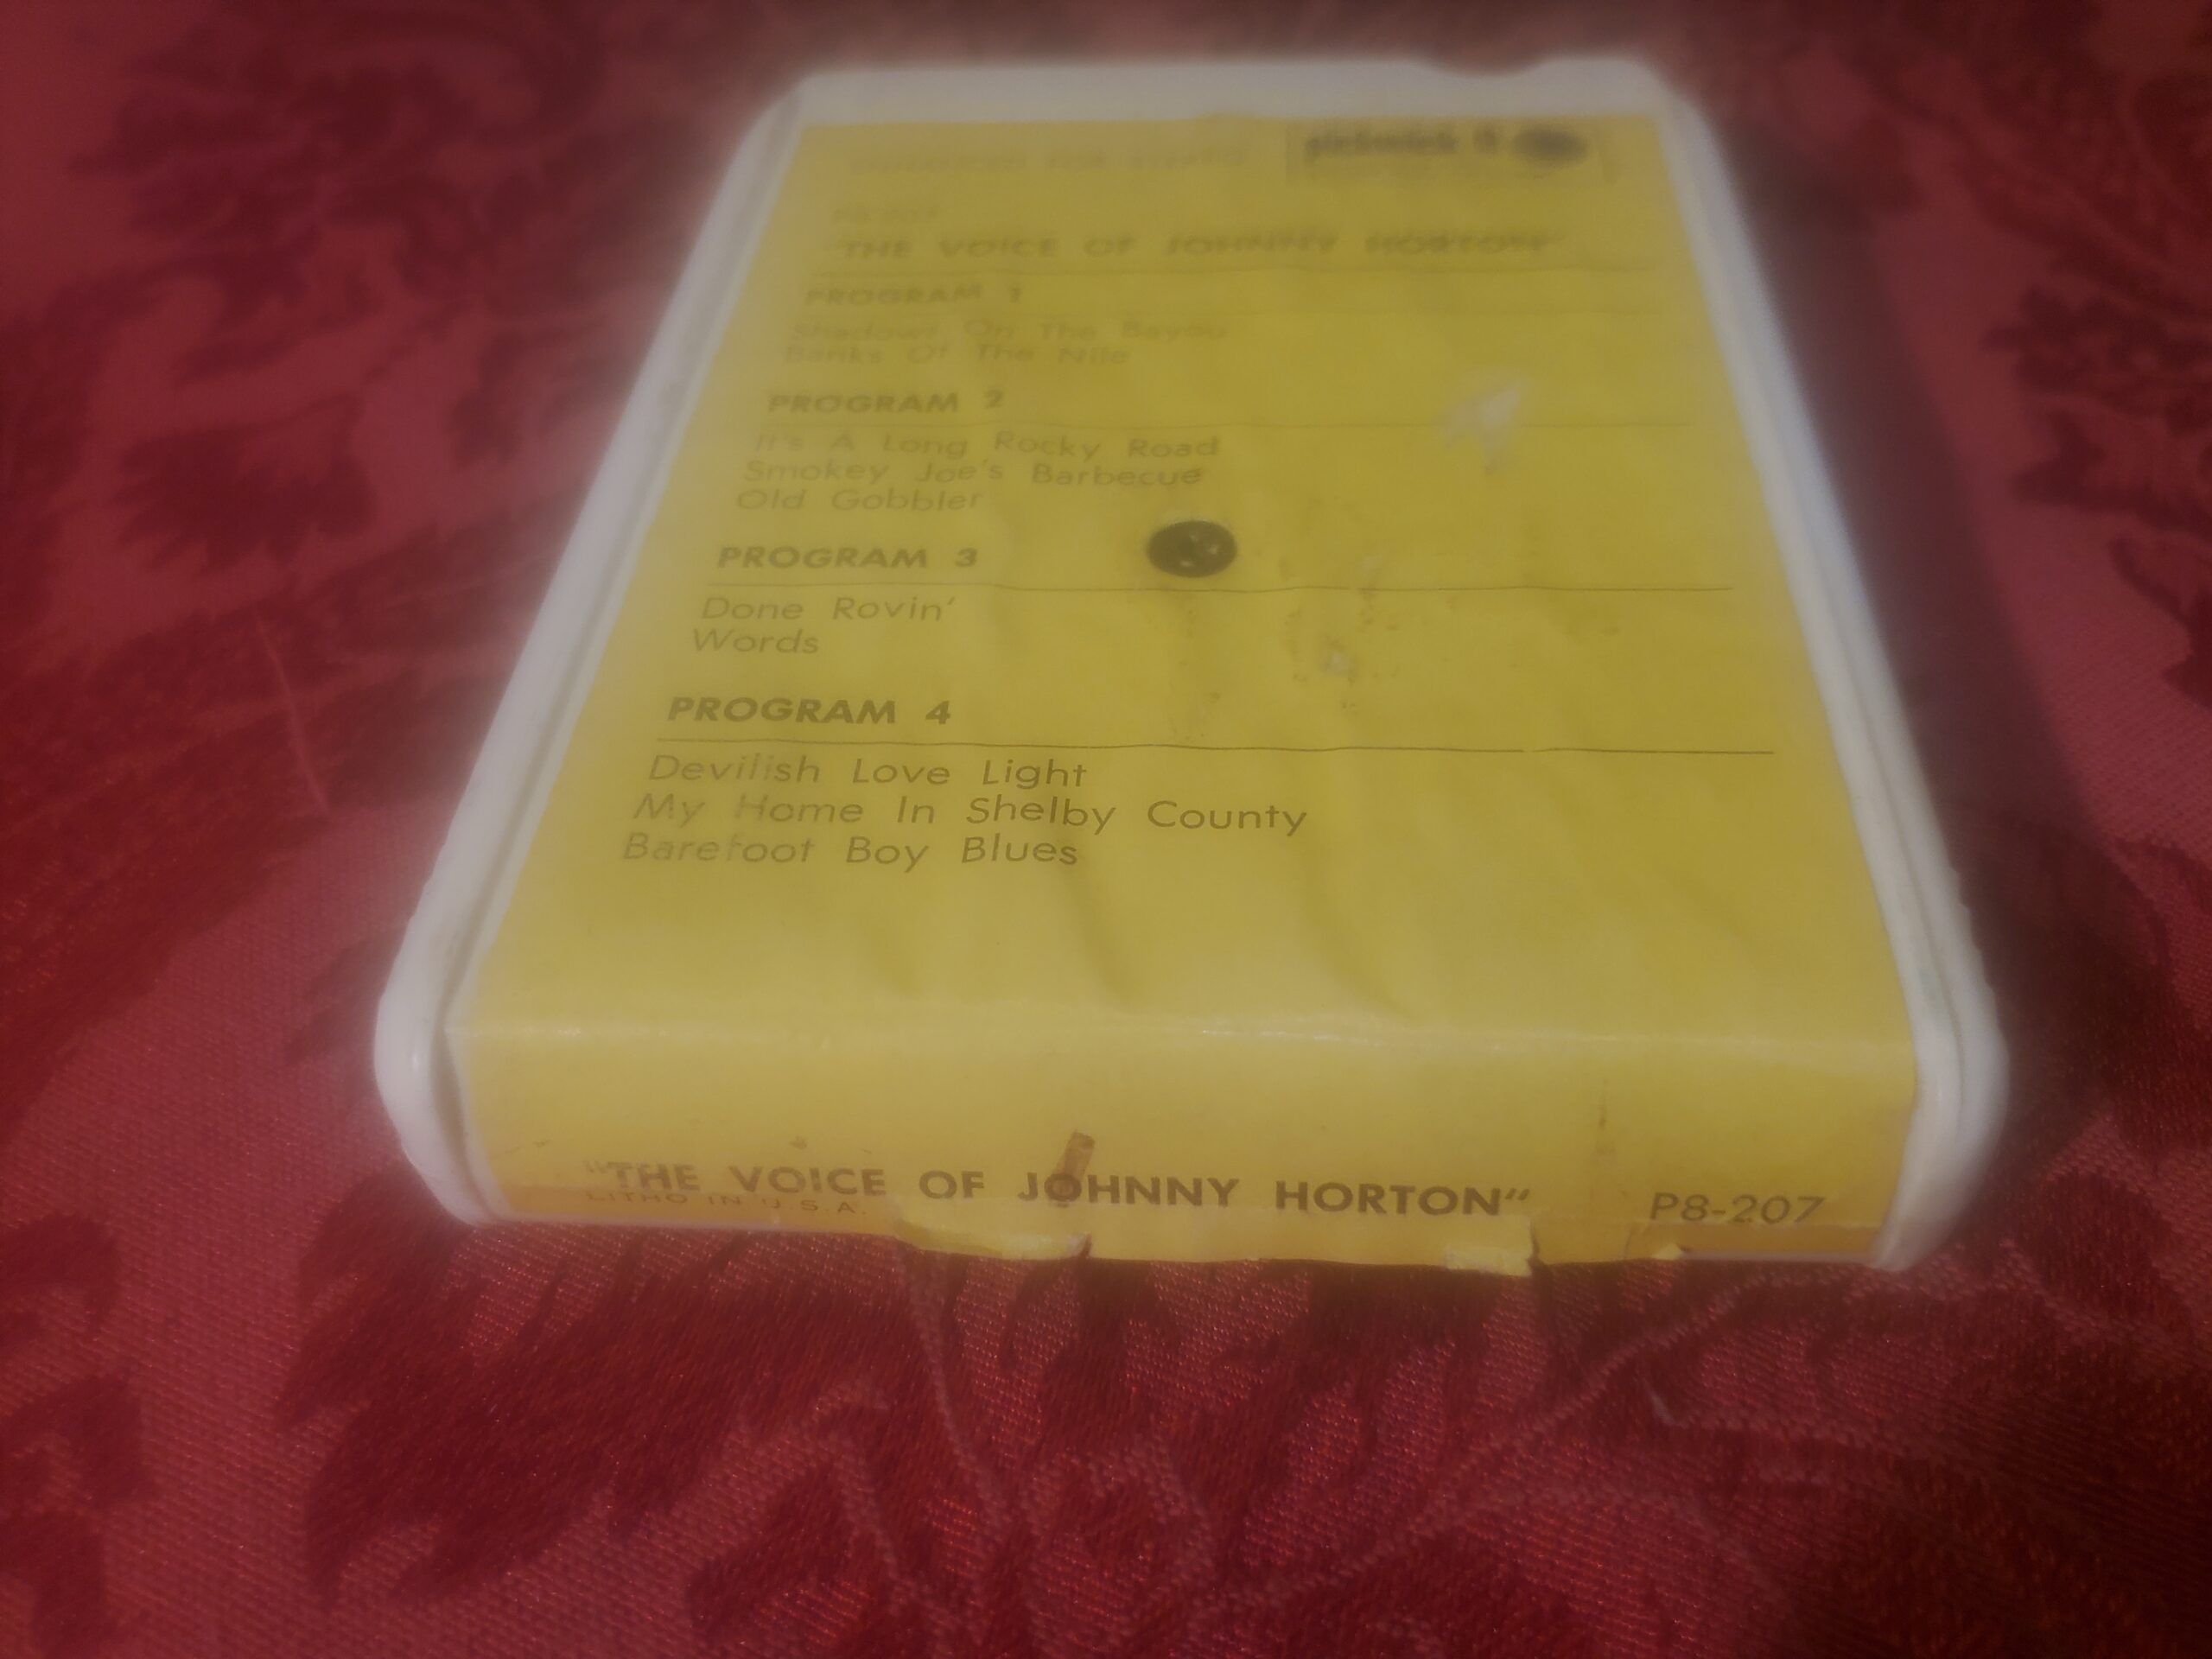 P8-207
"THE VOICE OF JOHNNY HORTON"
PROGRAM 1
Shadows On The Bayou
Banks Of The Nile
PROGRAM 2
It's A Long Rocky Road
Smokey Joe's Barbecue
Old Gobbler
PROGRAM 3
Done Rovin'
Words
PROGRAM 4
Devilish Love Light
My Home In Shelby County
Barefoot Boy Blues
"THE VOICE OF JOHNNY HORTON" P8-207
LITHO IN U.S.A.